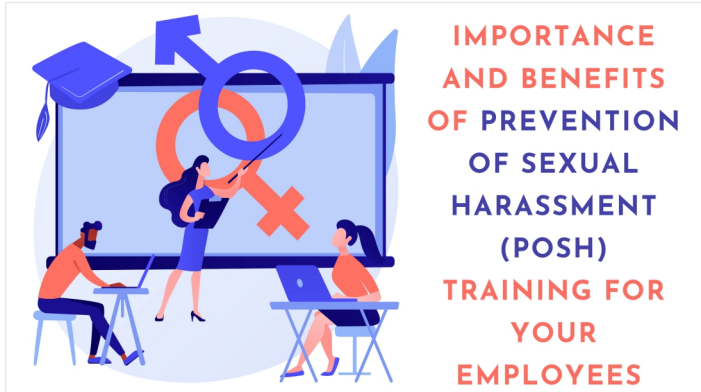 IMPORTANCE
AND BENEFITS
OF PREVENTION
OF SEXUAL
HARASSMENT
(POSH)
TRAINING FOR
YOUR
EMPLOYEES